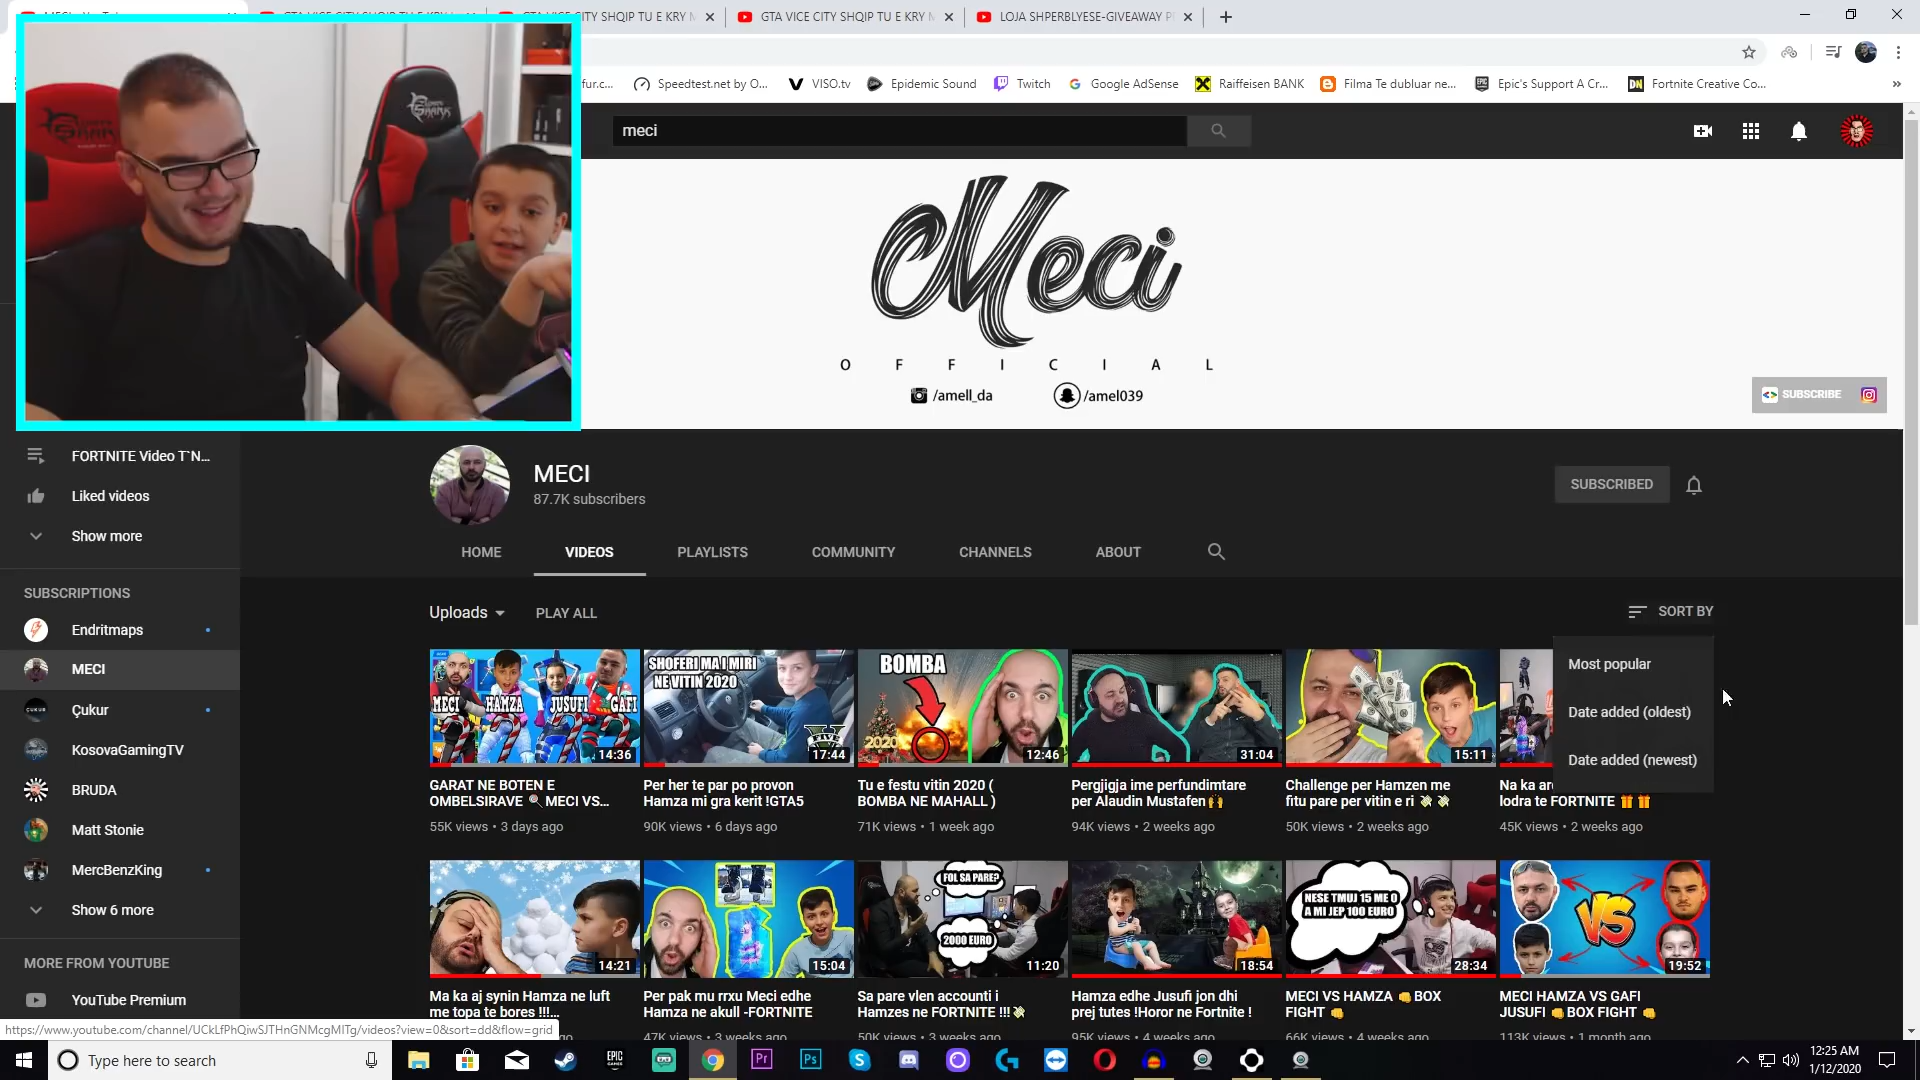 GTA VICE CITY SHQIP TU E KRY M
LOJA SHPERBLYESE-GIVEAWAY
fur.c...
Speedtest.net by O...
VISO.tv
Epidemic Sound
Twitch
Google AdSense
Raiffeisen BANK
Filma Te dubluar ne...
Epic's Support A Cr...
Fortnite Creative Co...
meci
Meci
OFFICIAL
/amell_da
/amel039
SUBSCRIBE
FORTNITE Video T`N...
Liked videos
Show more
SUBSCRIPTIONS
Endritmaps
MECI
Çukur
KosovaGamingTV
BRUDA
Matt Stonie
MercBenzKing
Show 6 more
MORE FROM YOUTUBE
YouTube Premium
MECI
87.7K subscribers
SUBSCRIBED
HOME
VIDEOS
PLAYLISTS
COMMUNITY
CHANNELS
ABOUT
Uploads
PLAY ALL
SORT BY
Most popular
Date added (oldest)
Date added (newest)
MECI
HAMZA
JUSUFI
GAFI
14:36
GARAT NE BOTEN E
OMBELSIRAVE 🍭MECI VS...
55K views • 3 days ago
SHOFERI MA I MIRI
NE VITIN 2020
FIVE
17:44
Per her te par po provon
Hamza mi gra kerit !GTA5
90K views • 6 days ago
BOMBA
2020
12:46
Tu e festu vitin 2020 (
BOMBA NE MAHALL )
71K views • 1 week ago
31:04
Pergjigja ime perfundimtare
per Alaudin Mustafen🙌
94K views • 2 weeks ago
15:11
Challenge per Hamzen me
fitu pare per vitin e ri 💸 💸
50K views • 2 weeks ago
Na ka ar
lodra te FORTNITE 🎁🎁
45K views • 2 weeks ago
14:21
Ma ka aj synin Hamza ne luft
me topa te bores !!!...
15:04
Per pak mu rrxu Meci edhe
Hamza ne akull -FORTNITE
47K views • 3 weeks ago
FOL SA PARE?
2000 EURO
11:20
Sa pare vlen accounti i
Hamzes ne FORTNITE !!!💸
50K views • 3 weeks ago
18:54
Hamza edhe Jusufi jon dhi
prej tutes !Horor ne Fortnite !
95K views • 4 weeks ago
NESE TMUJ 15 ME 0
A MI JEP 100 EURO
28:34
MECI VS HAMZA 👊BOX
FIGHT 👊
66K views • 4 weeks ago
VS
19:52
MECI HAMZA VS GAFI
JUSUFI 👊BOX FIGHT 👊
113K views • 1 month ago
https://www.youtube.com/channel/UCkLfPhQiwSJTHnGNMcgMlTg/videos?view=0&sort=dd&flow=grid
Type here to search
EPIC
GAMES
Pr
Ps
12:25 AM
1/12/2020